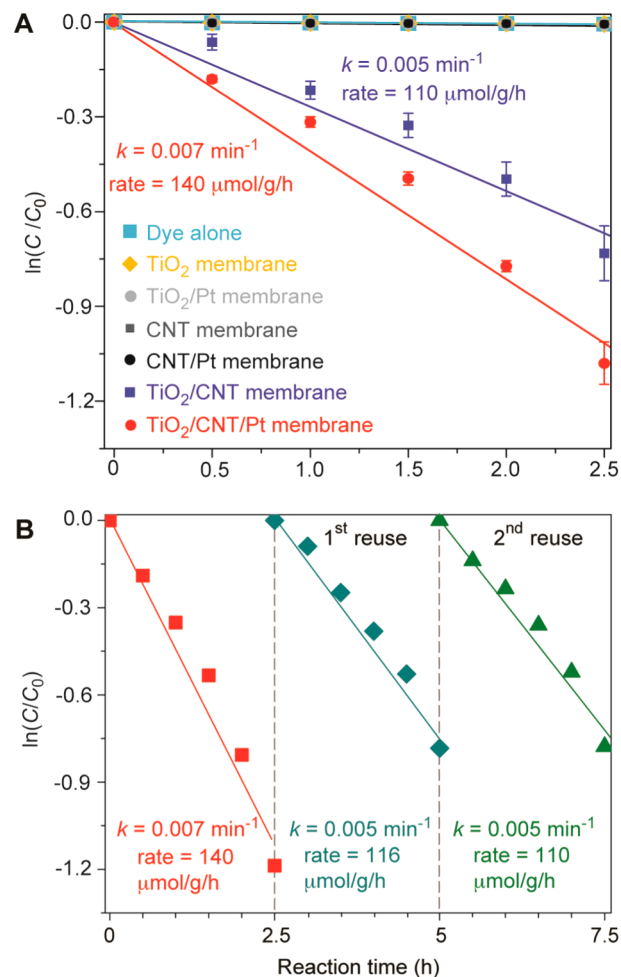 A
0.0
-0.3
-0.6
-0.9
-1.2
ln(C/C₀)
k = 0.005 min⁻¹
rate = 110 μmol/g/h
k = 0.007 min⁻¹
rate = 140 μmol/g/h
Dye alone
TiO₂ membrane
TiO₂/Pt membrane
CNT membrane
CNT/Pt membrane
TiO₂/CNT membrane
TiO₂/CNT/Pt membrane
0 0.5 1.0 1.5 2.0 2.5
B
0.0
-0.3
-0.6
-0.9
-1.2
ln(C/C₀)
1ˢᵗ reuse
2ⁿᵈ reuse
k = 0.007 min⁻¹
rate = 140
μmol/g/h
k = 0.005 min⁻¹
rate = 116
μmol/g/h
k = 0.005 min⁻¹
rate = 110
μmol/g/h
0 2.5 5 7.5
Reaction time (h)